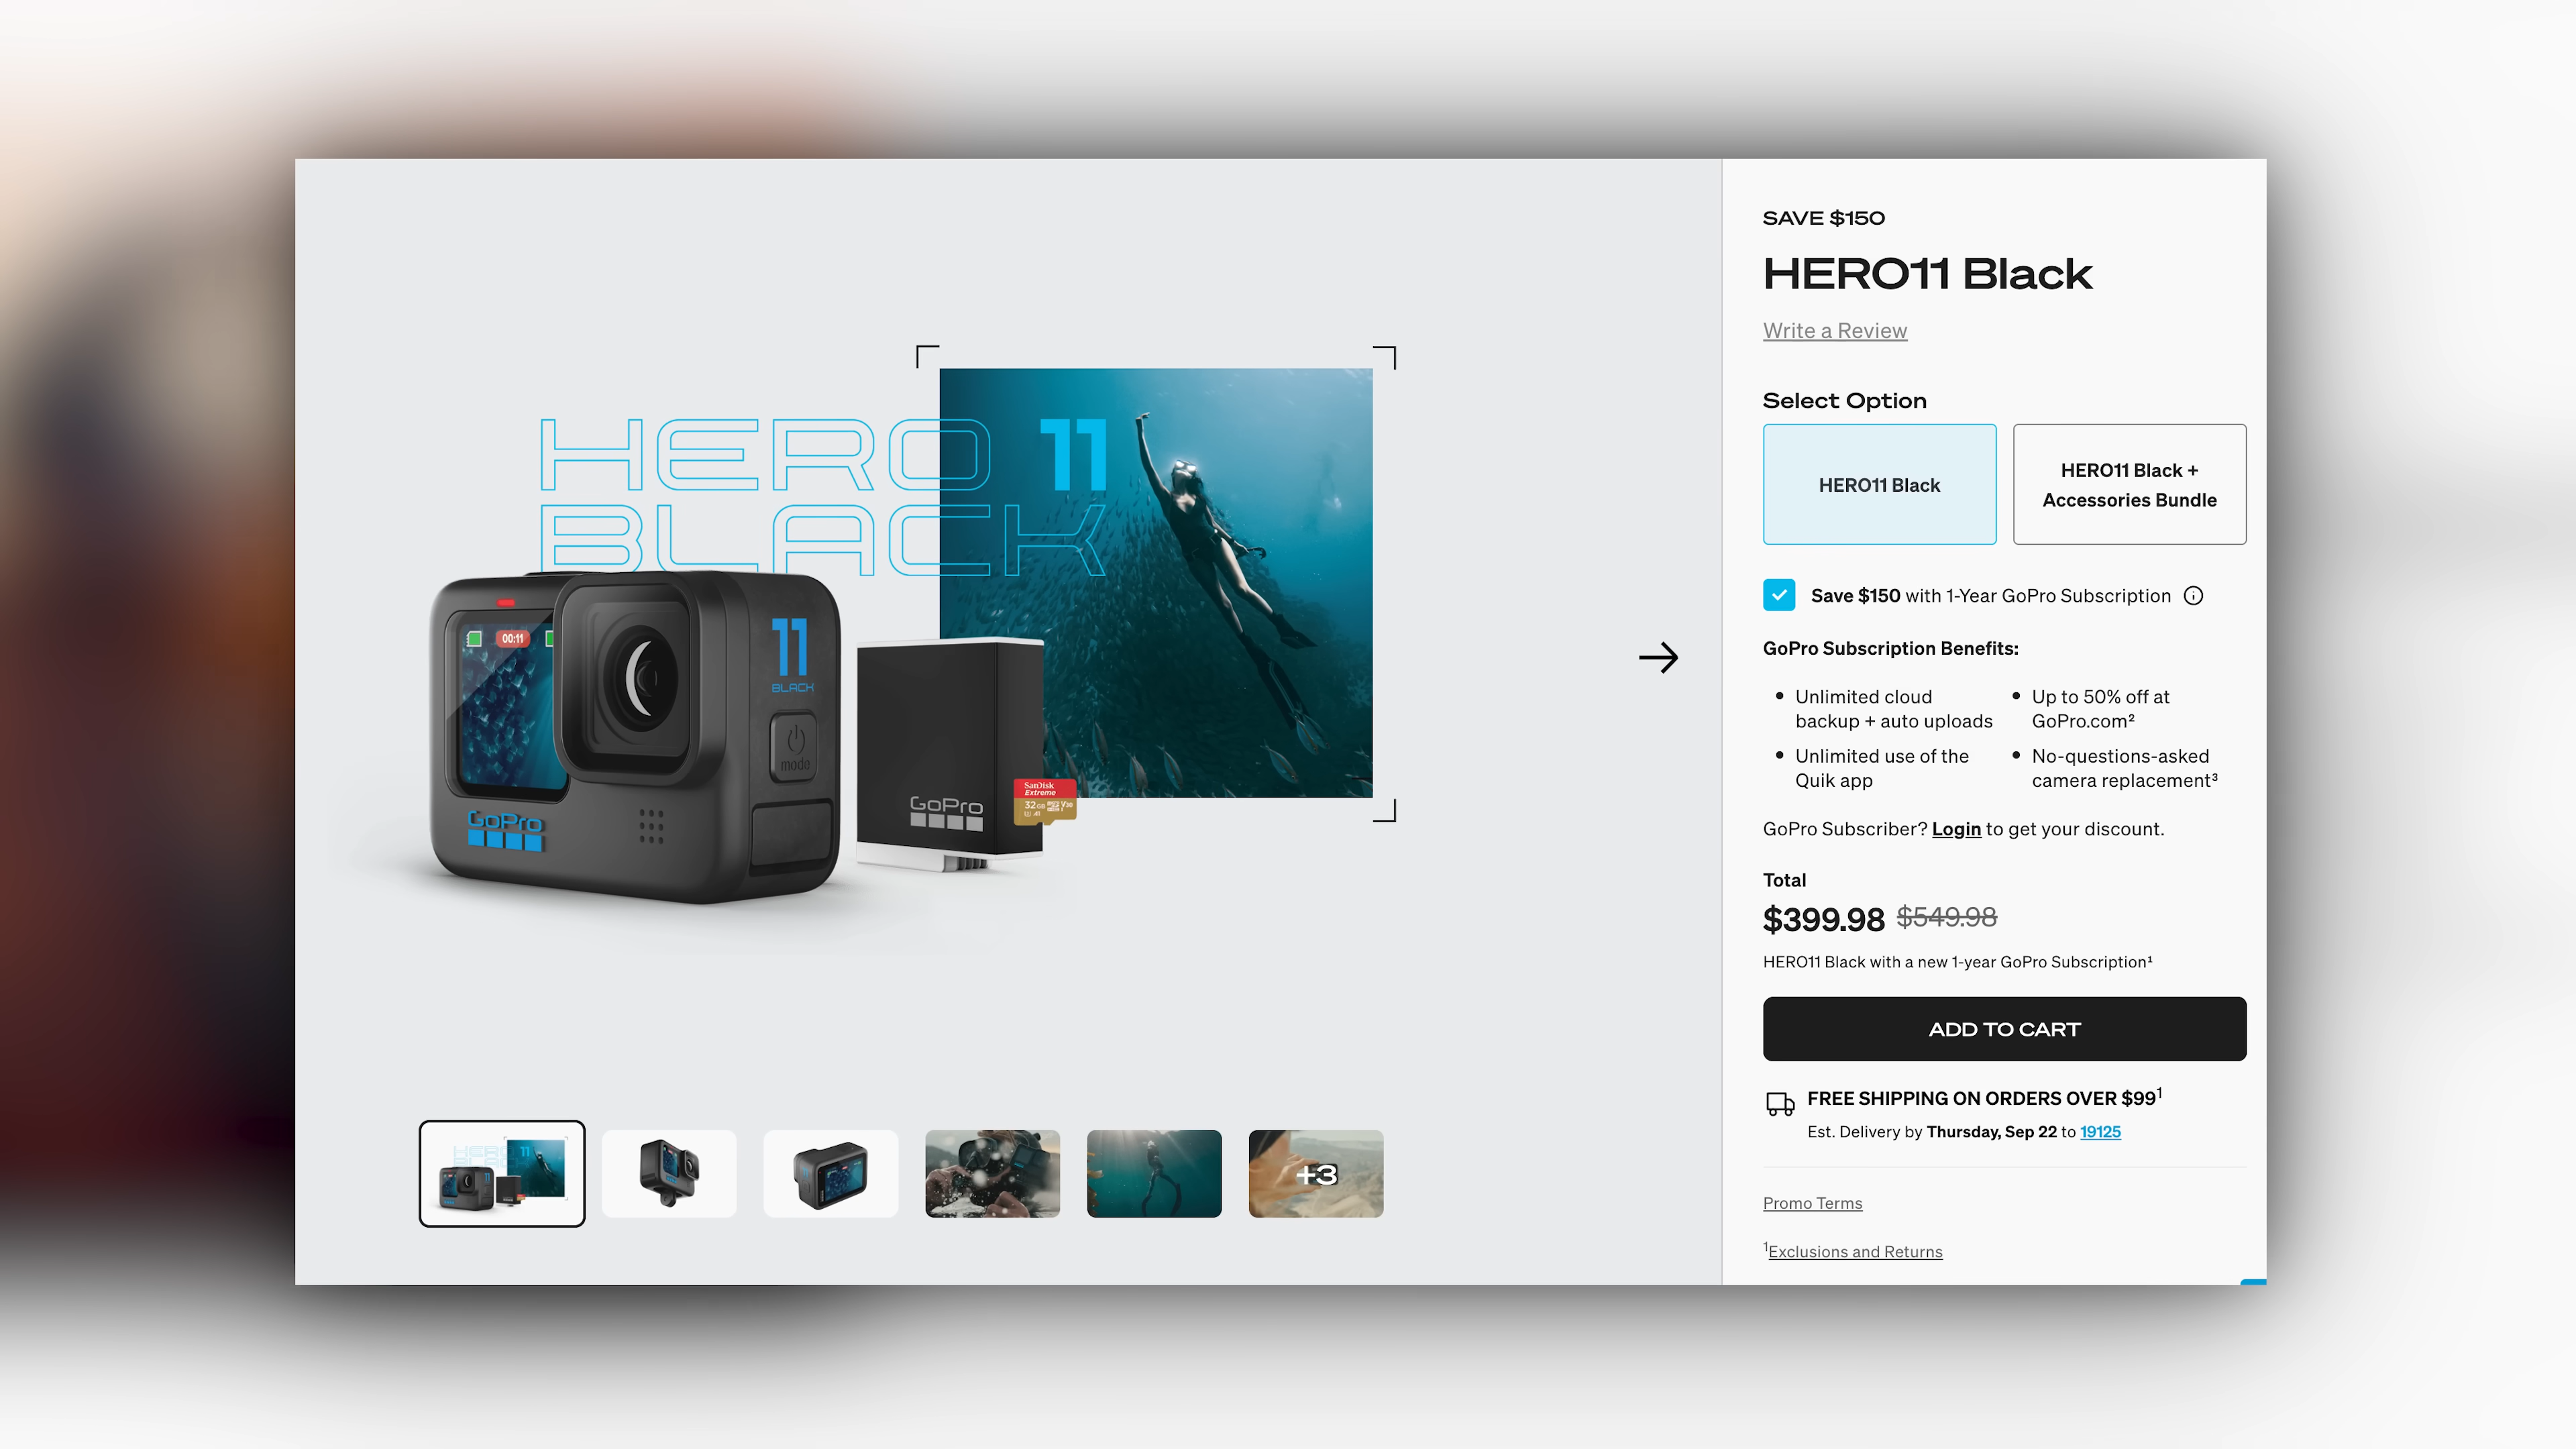 HERO 11
BLACK
00:11
11
BLACK
mode
GoPro
GoPro
SanDisk
Extreme
32GB
V30
+3
SAVE $150
HERO11 Black
Write a Review
Select Option
HERO11 Black
HERO11 Black +
Accessories Bundle
Save $150 with 1-Year GoPro Subscription
GoPro Subscription Benefits:
• Unlimited cloud
backup + auto uploads
• Up to 50% off at
GoPro.com²
• Unlimited use of the
Quik app
• No-questions-asked
camera replacement³
GoPro Subscriber? Login to get your discount.
Total
$399.98 $549.98
HERO11 Black with a new 1-year GoPro Subscription¹
ADD TO CART
FREE SHIPPING ON ORDERS OVER $99¹
Est. Delivery by Thursday, Sep 22 to 19125
Promo Terms
¹Exclusions and Returns